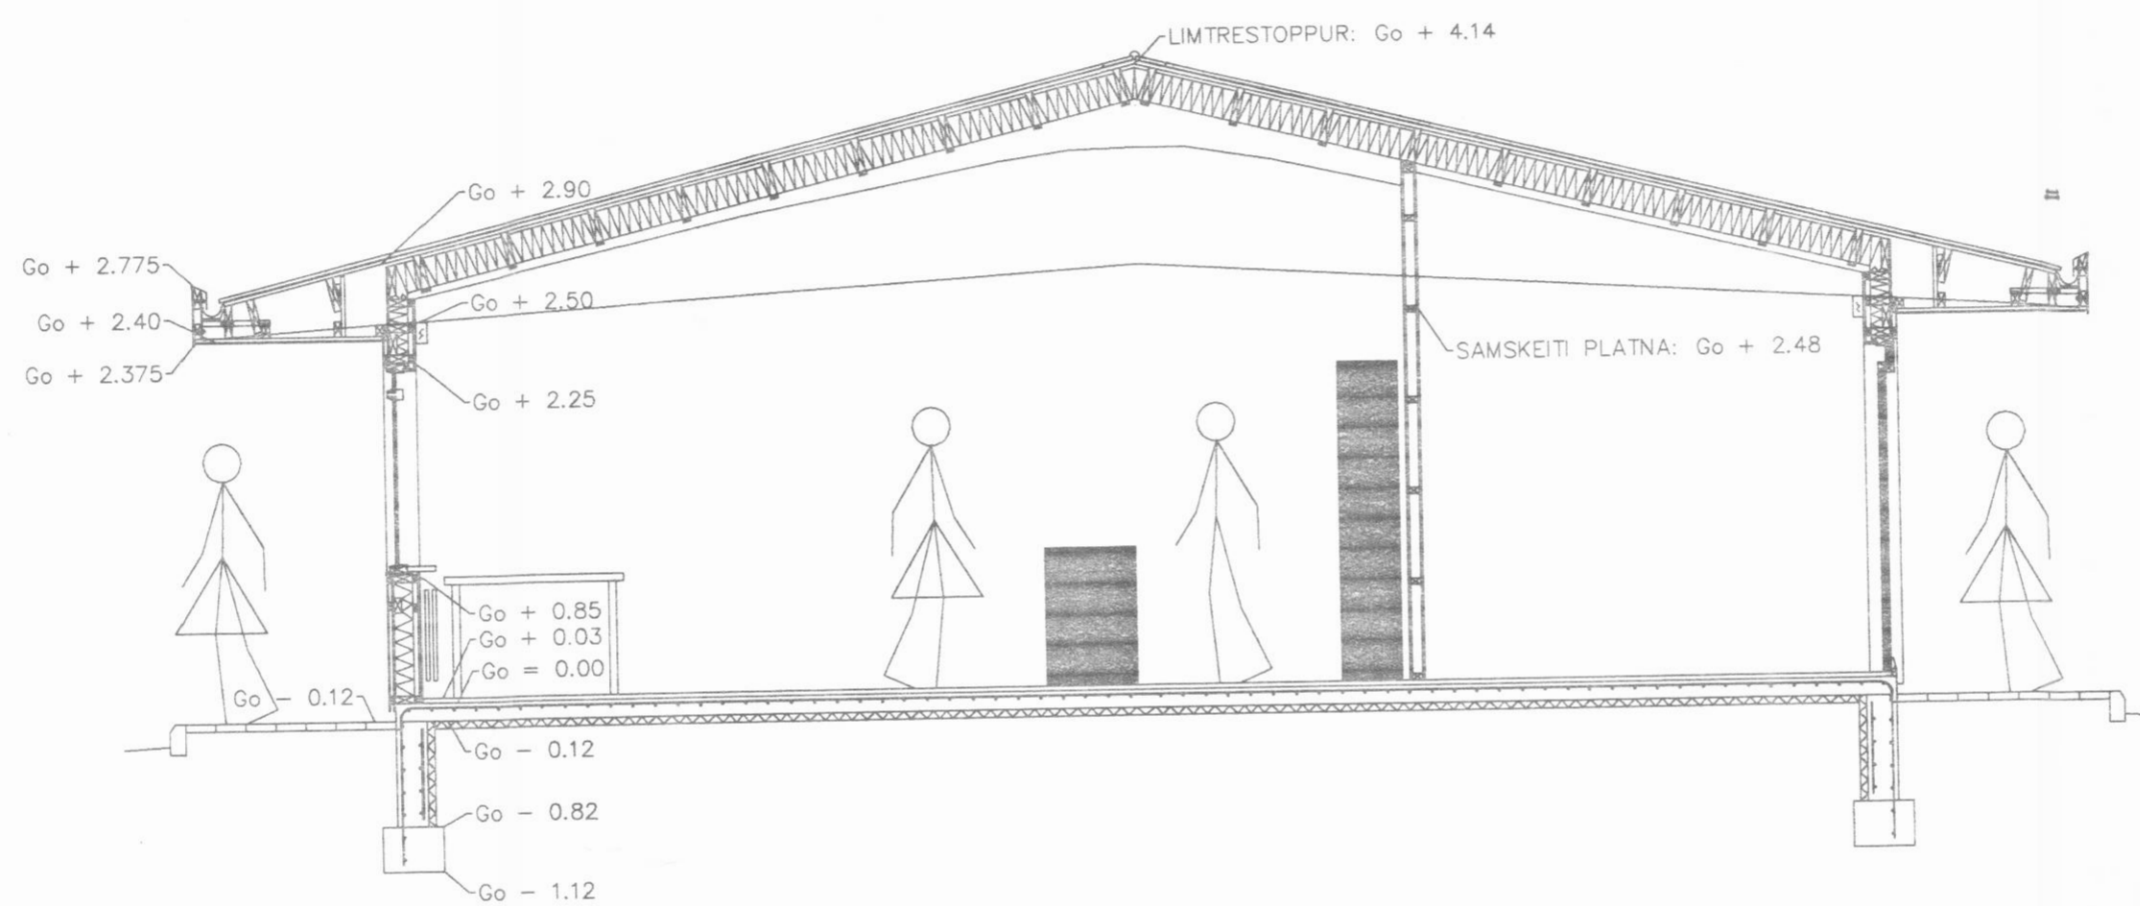 LIMTRESTOPPUR: Go + 4.14
Go + 2.90
Go + 2.775
Go + 2.50
Go + 2.40
SAMSKEITI PLATNA: Go + 2.48
Go + 2.375
Go + 2.25
Go + 0.85
Go + 0.03
Go = 0.00
Go - 0.12
Go - 0.12
Go - 0.82
Go - 1.12